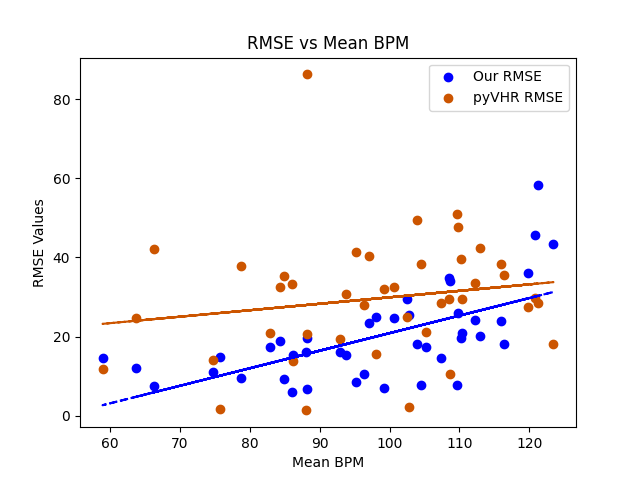 RMSE vs Mean BPM
Our RMSE
pyVHR RMSE
RMSE Values
80
60
40
20
0
60 70 80 90 100 110 120
Mean BPM